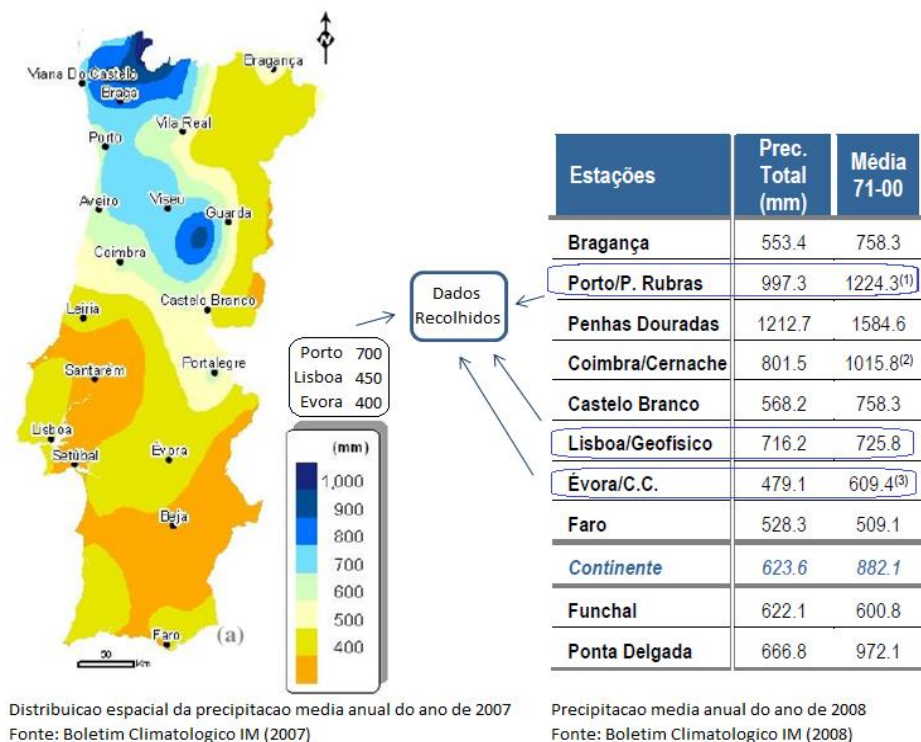 N
Bragança
Viana Do Castelo
Braga
Vila Real
Porto
Aveiro
Viseu
Guarda
Coimbra
Castelo Branco
Leiria
Santarém
Portalegre
Lisboa
Setúbal
Évora
Beja
Faro
(a)
50 Km
Dados
Recolhidos
Porto 700
Lisboa 450
Evora 400
(mm)
1,000
900
800
700
600
500
400
Estações Prec. Total (mm) Média 71-00
Bragança 553.4 758.3
Porto/P. Rubras 997.3 1224.3(1)
Penhas Douradas 1212.7 1584.6
Coimbra/Cernache 801.5 1015.8(2)
Castelo Branco 568.2 758.3
Lisboa/Geofísico 716.2 725.8
Évora/C.C. 479.1 609.4(3)
Faro 528.3 509.1
Continente 623.6 882.1
Funchal 622.1 600.8
Ponta Delgada 666.8 972.1
Distribuicao espacial da precipitacao media anual do ano de 2007
Fonte: Boletim Climatologico IM (2007)
Precipitacao media anual do ano de 2008
Fonte: Boletim Climatologico IM (2008)